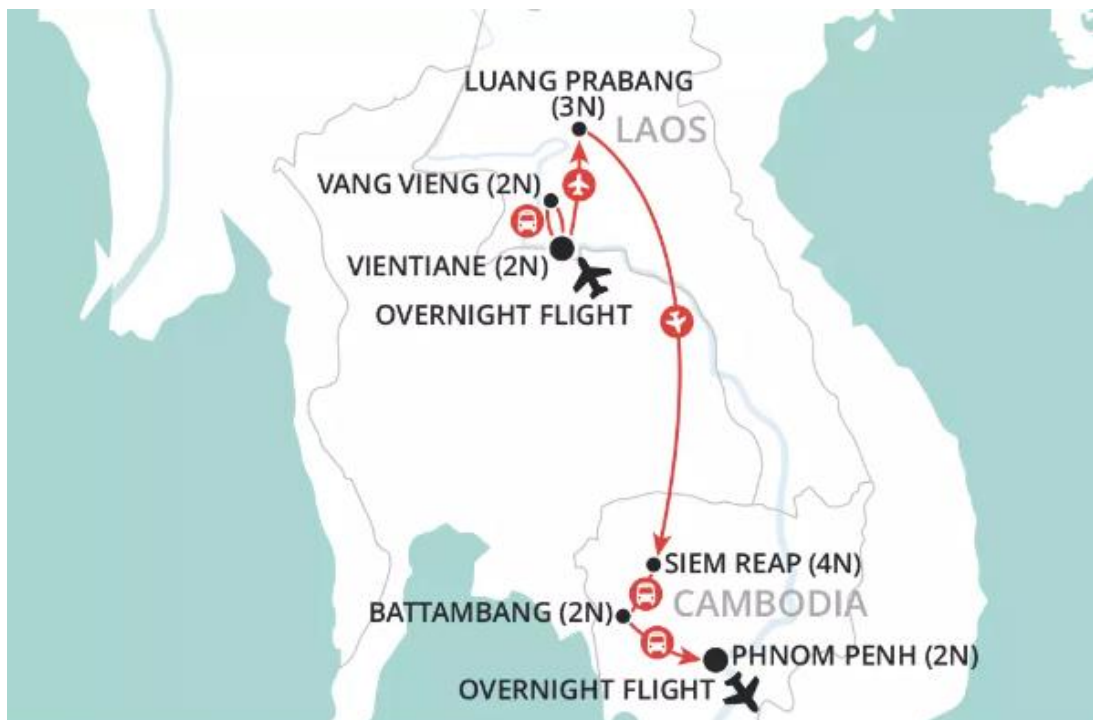 LUANG PRABANG
(3N)
LAOS
VANG VIENG (2N)
VIENTIANE (2N)
OVERNIGHT FLIGHT
SIEM REAP (4N)
CAMBODIA
BATTAMBANG (2N)
PHNOM PENH (2N)
OVERNIGHT FLIGHT